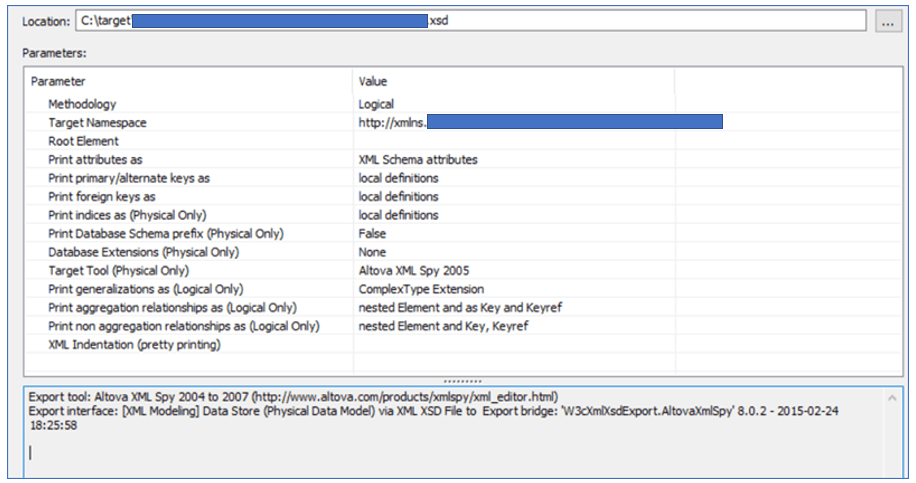 Location: C:\target .xsd ...
Parameters:
Parameter Value
Methodology Logical
Target Namespace http://xmlns.
Root Element
Print attributes as XML Schema attributes
Print primary/alternate keys as local definitions
Print foreign keys as local definitions
Print indices as (Physical Only) local definitions
Print Database Schema prefix (Physical Only) False
Database Extensions (Physical Only) None
Target Tool (Physical Only) Altova XML Spy 2005
Print generalizations as (Logical Only) ComplexType Extension
Print aggregation relationships as (Logical Only) nested Element and as Key and Keyref
Print non aggregation relationships as (Logical Only) nested Element and Key, Keyref
XML Indentation (pretty printing)
Export tool: Altova XML Spy 2004 to 2007 (http://www.altova.com/products/xmlspy/xml_editor.html)
Export interface: [XML Modeling] Data Store (Physical Data Model) via XML XSD File to Export bridge: 'W3cXmlXsdExport.AltovaXmlSpy' 8.0.2 - 2015-02-24
18:25:58